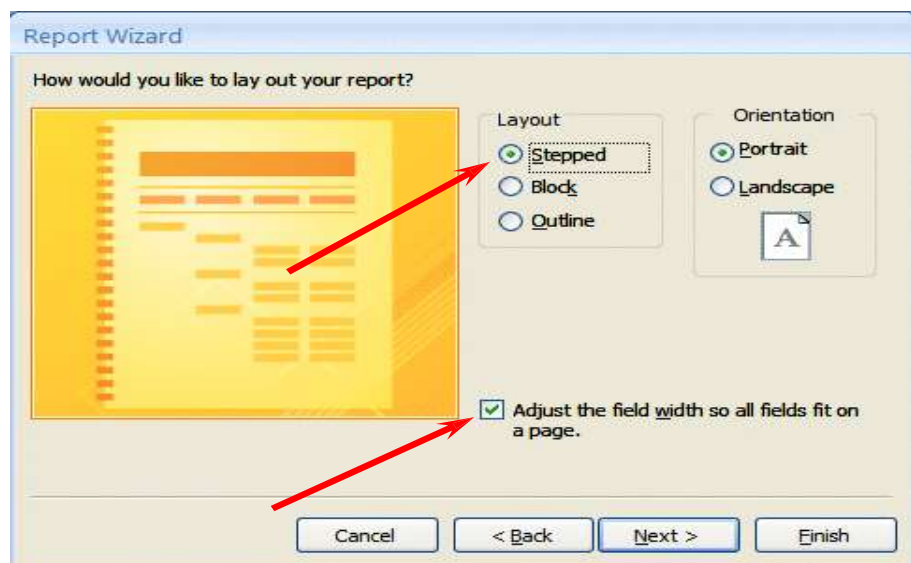 Report Wizard
How would you like to lay out your report?
Layout
Stepped
Block
Outline
Orientation
Portrait
Landscape
A
Adjust the field width so all fields fit on
a page.
Cancel
< Back
Next >
Finish